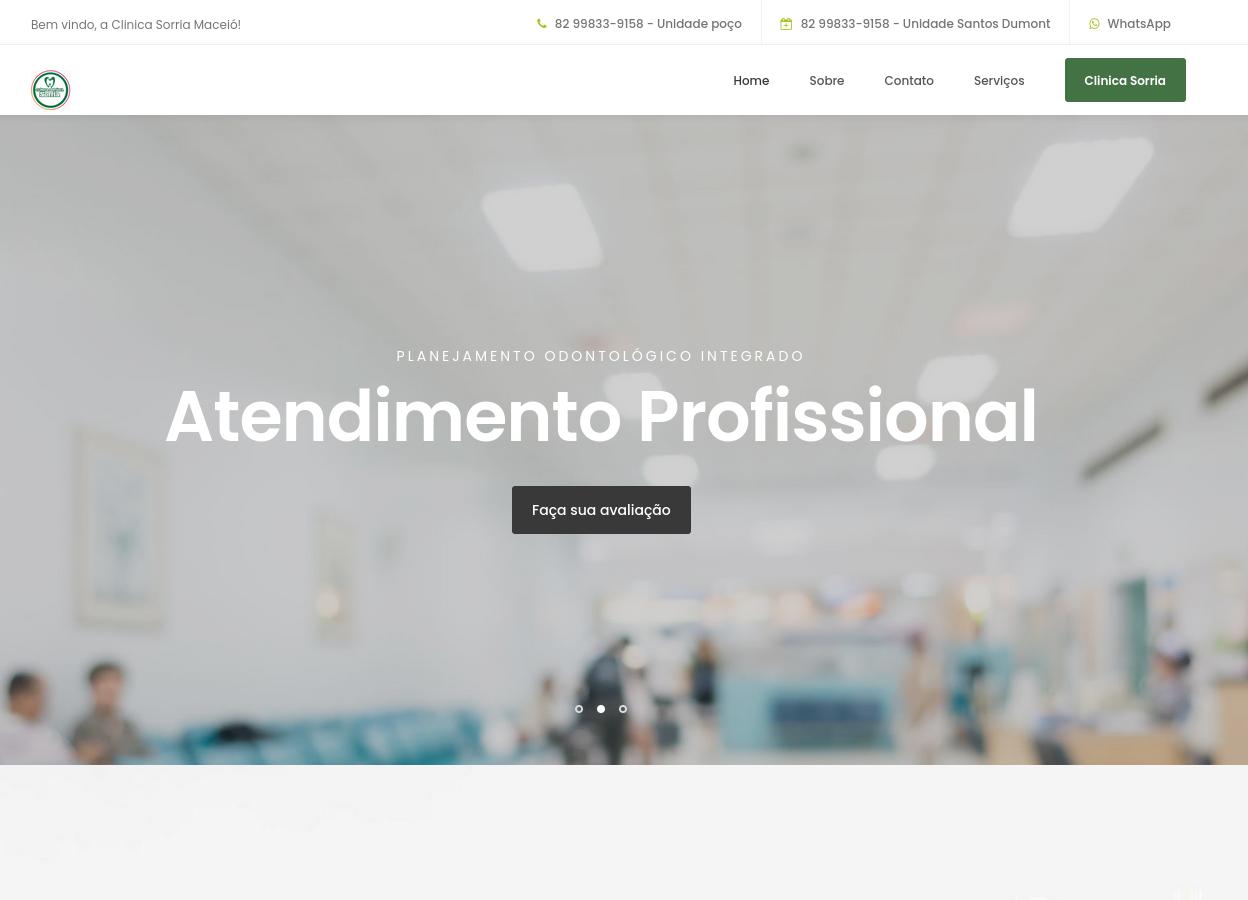 Bem vindo, a Clinica Sorria Maceió!
82 99833-9158 - Unidade poço
82 99833-9158 - Unidade Santos Dumont
WhatsApp
Sorria
Home
Sobre
Contato
Serviços
Clinica Sorria
PLANEJAMENTO ODONTOLÓGICO INTEGRADO
Atendimento Profissional
Faça sua avaliação